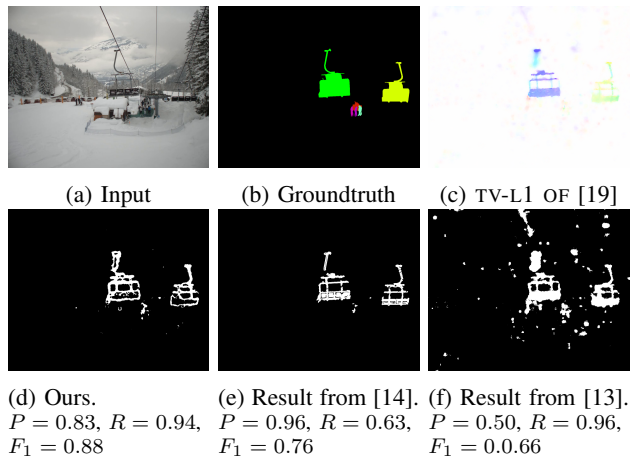 (a) Input
(b) Groundtruth
(c) TV-L1 OF [19]
(d) Ours.
P = 0.83, R = 0.94,
F1 = 0.88
(e) Result from [14].
P = 0.96, R = 0.63,
F1 = 0.76
(f) Result from [13].
P = 0.50, R = 0.96,
F1 = 0.0.66